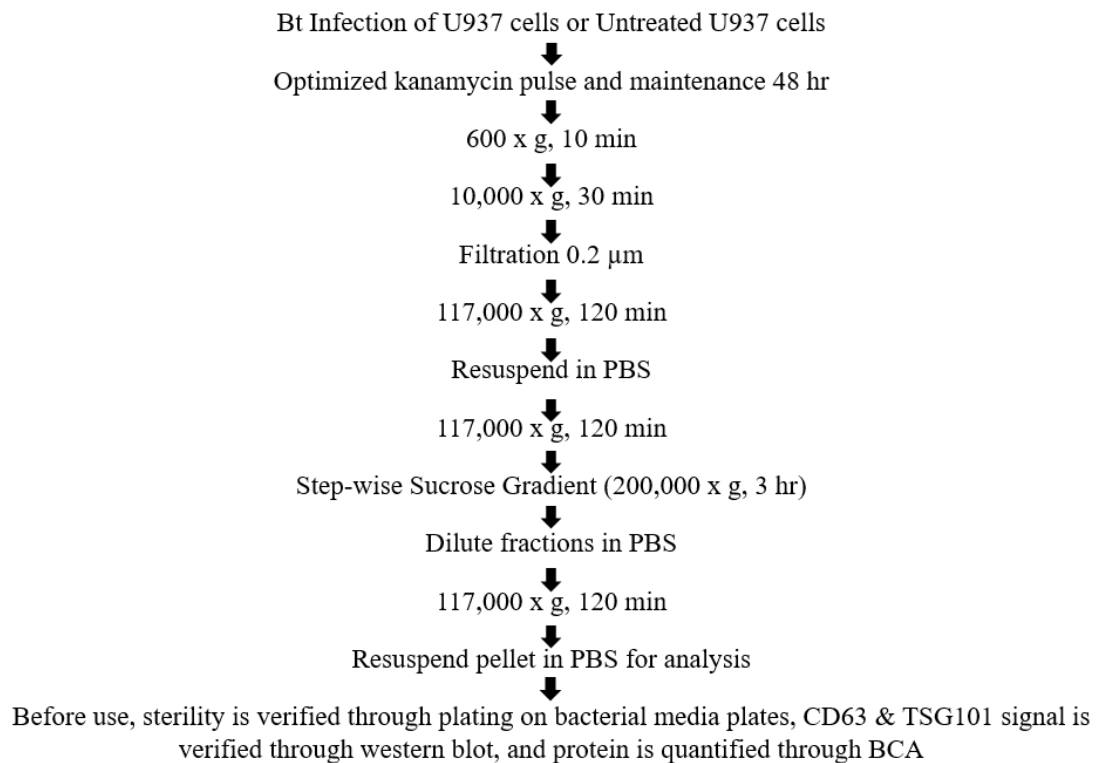 Bt Infection of U937 cells or Untreated U937 cells
Optimized kanamycin pulse and maintenance 48 hr
600 x g, 10 min
10,000 x g, 30 min
Filtration 0.2 µm
117,000 x g, 120 min
Resuspend in PBS
117,000 x g, 120 min
Step-wise Sucrose Gradient (200,000 x g, 3 hr)
Dilute fractions in PBS
117,000 x g, 120 min
Resuspend pellet in PBS for analysis
Before use, sterility is verified through plating on bacterial media plates, CD63 & TSG101 signal is
verified through western blot, and protein is quantified through BCA